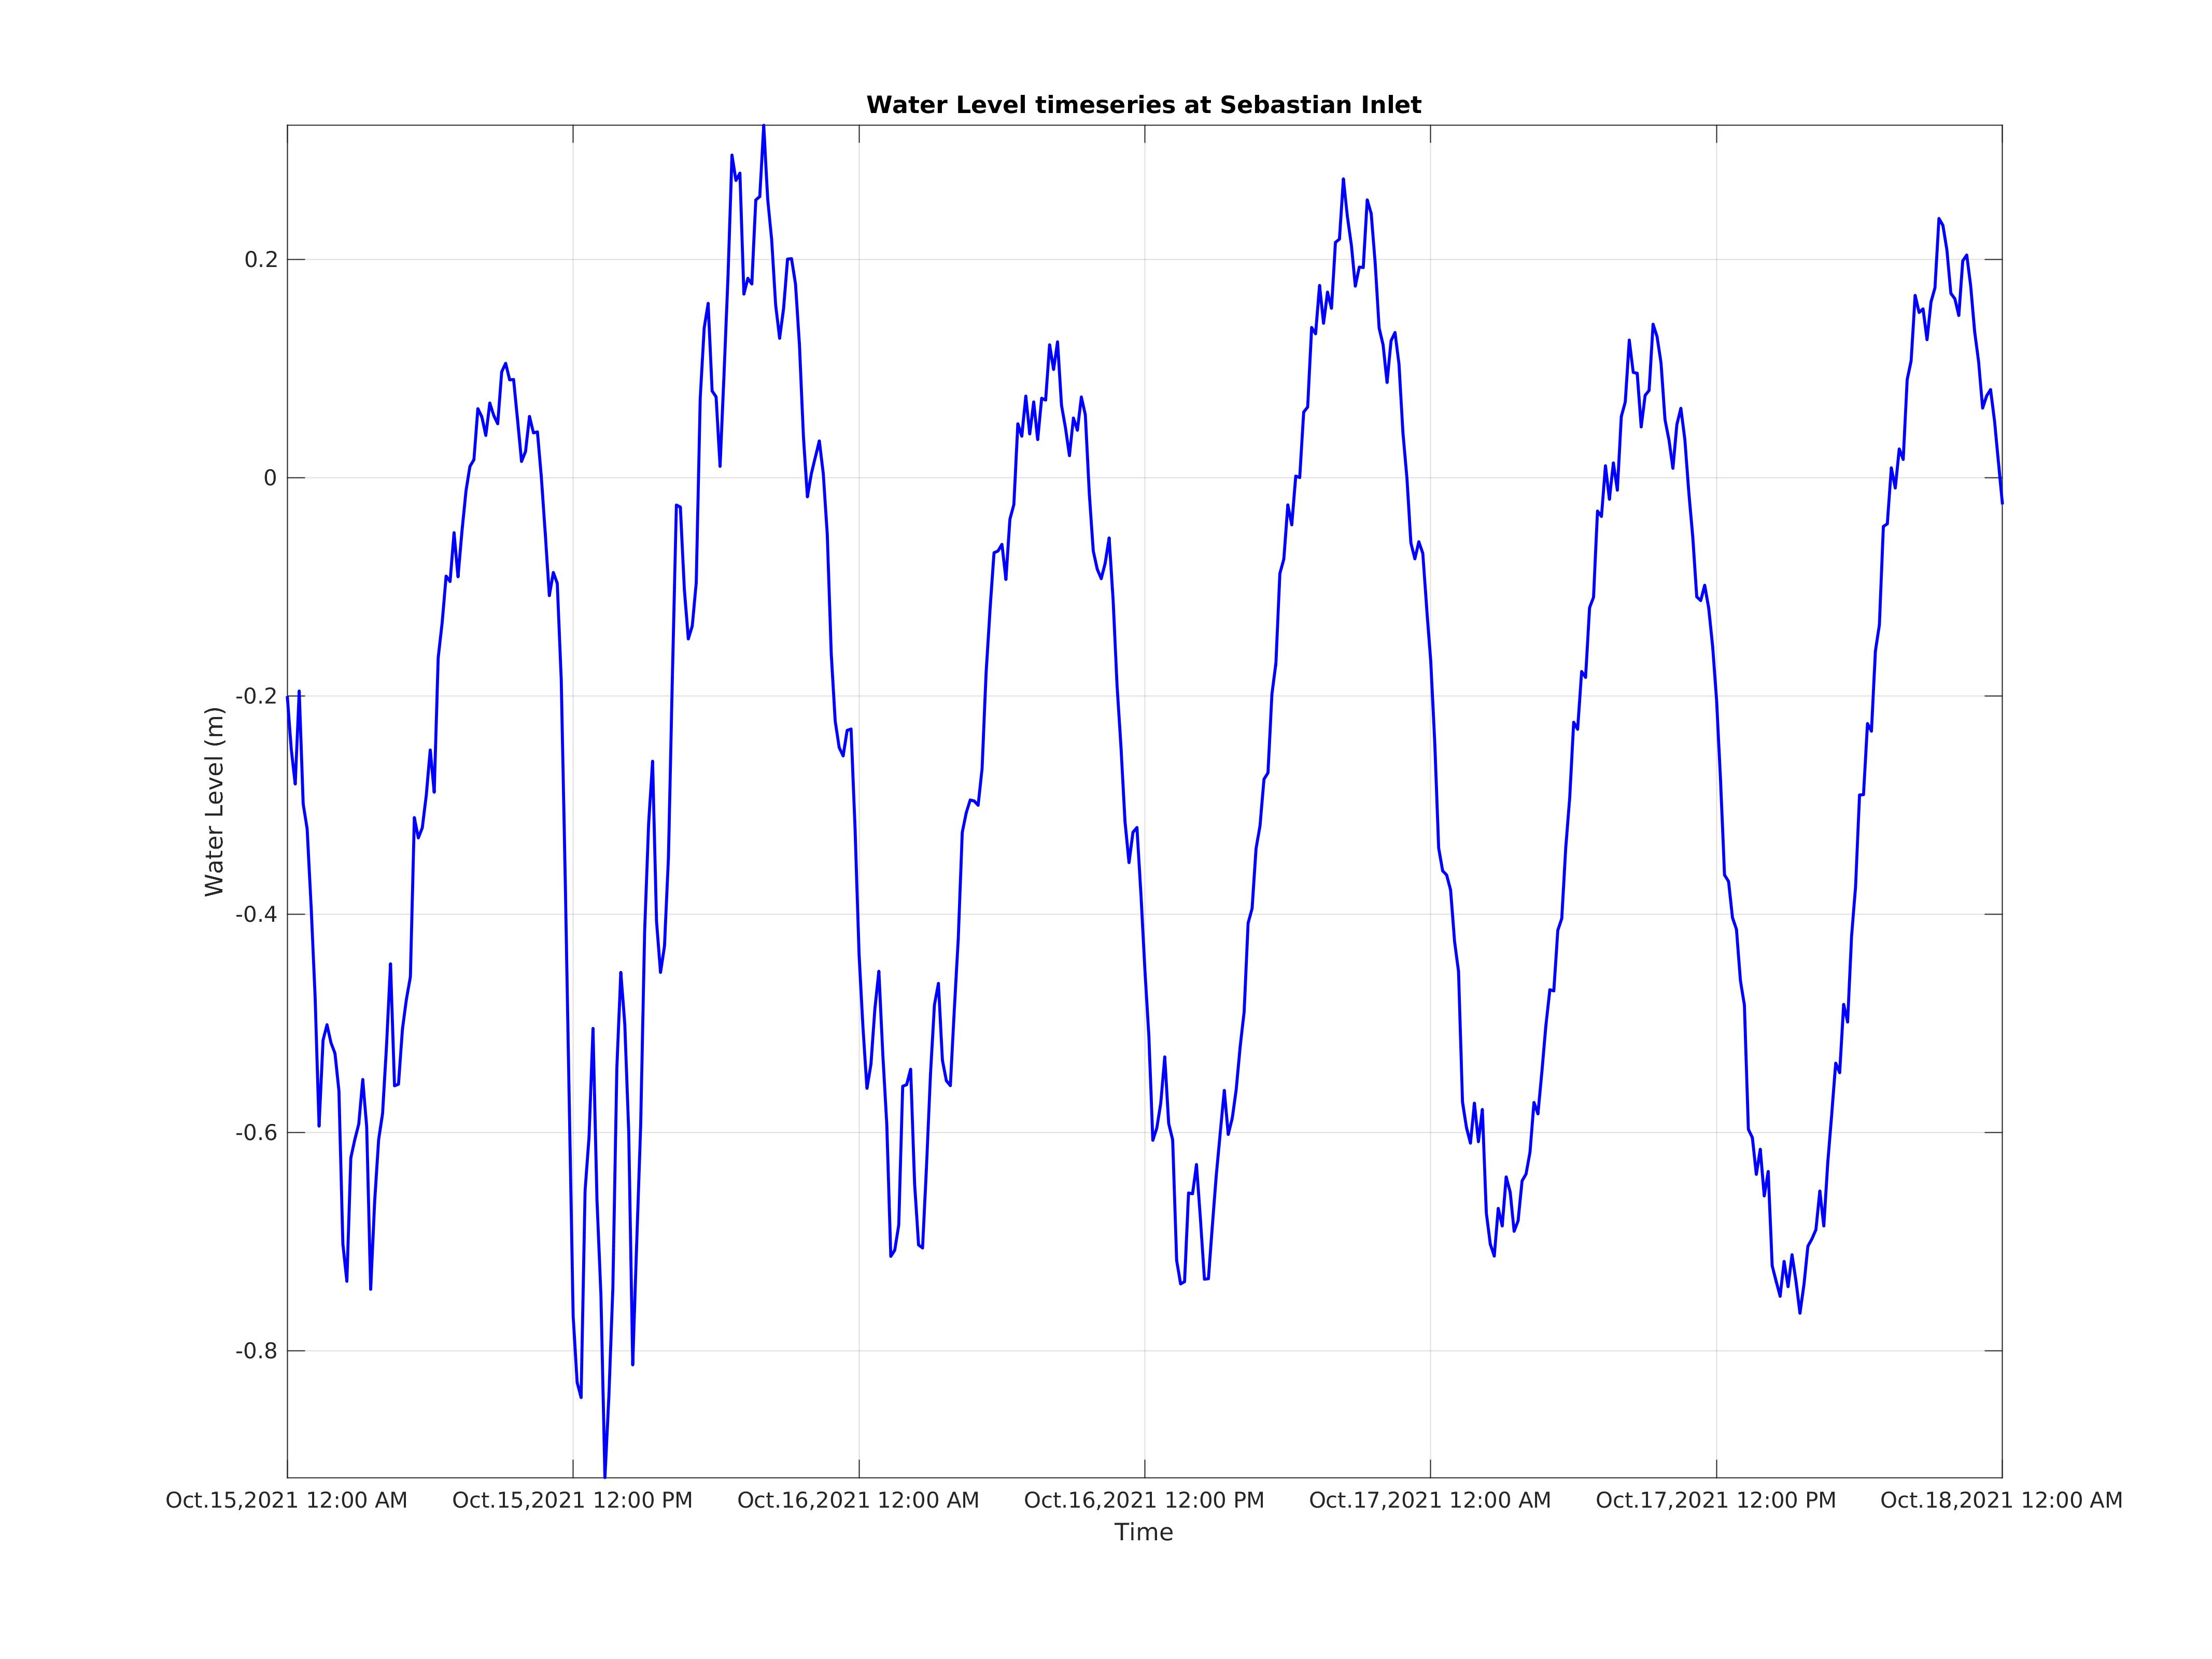 Water Level timeseries at Sebastian Inlet
0.2
0
-0.2
-0.4
-0.6
-0.8
Water Level (m)
Oct.15,2021 12:00 AM
Oct.15,2021 12:00 PM
Oct.16,2021 12:00 AM
Oct.16,2021 12:00 PM
Oct.17,2021 12:00 AM
Oct.17,2021 12:00 PM
Oct.18,2021 12:00 AM
Time